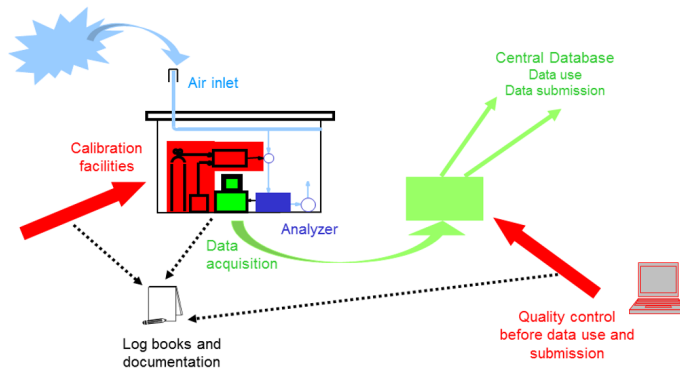 Central Database
Data use
Data submission
Air inlet
Calibration
facilities
Analyzer
Data
acquisition
Quality control
before data use and
submission
Log books and
documentation